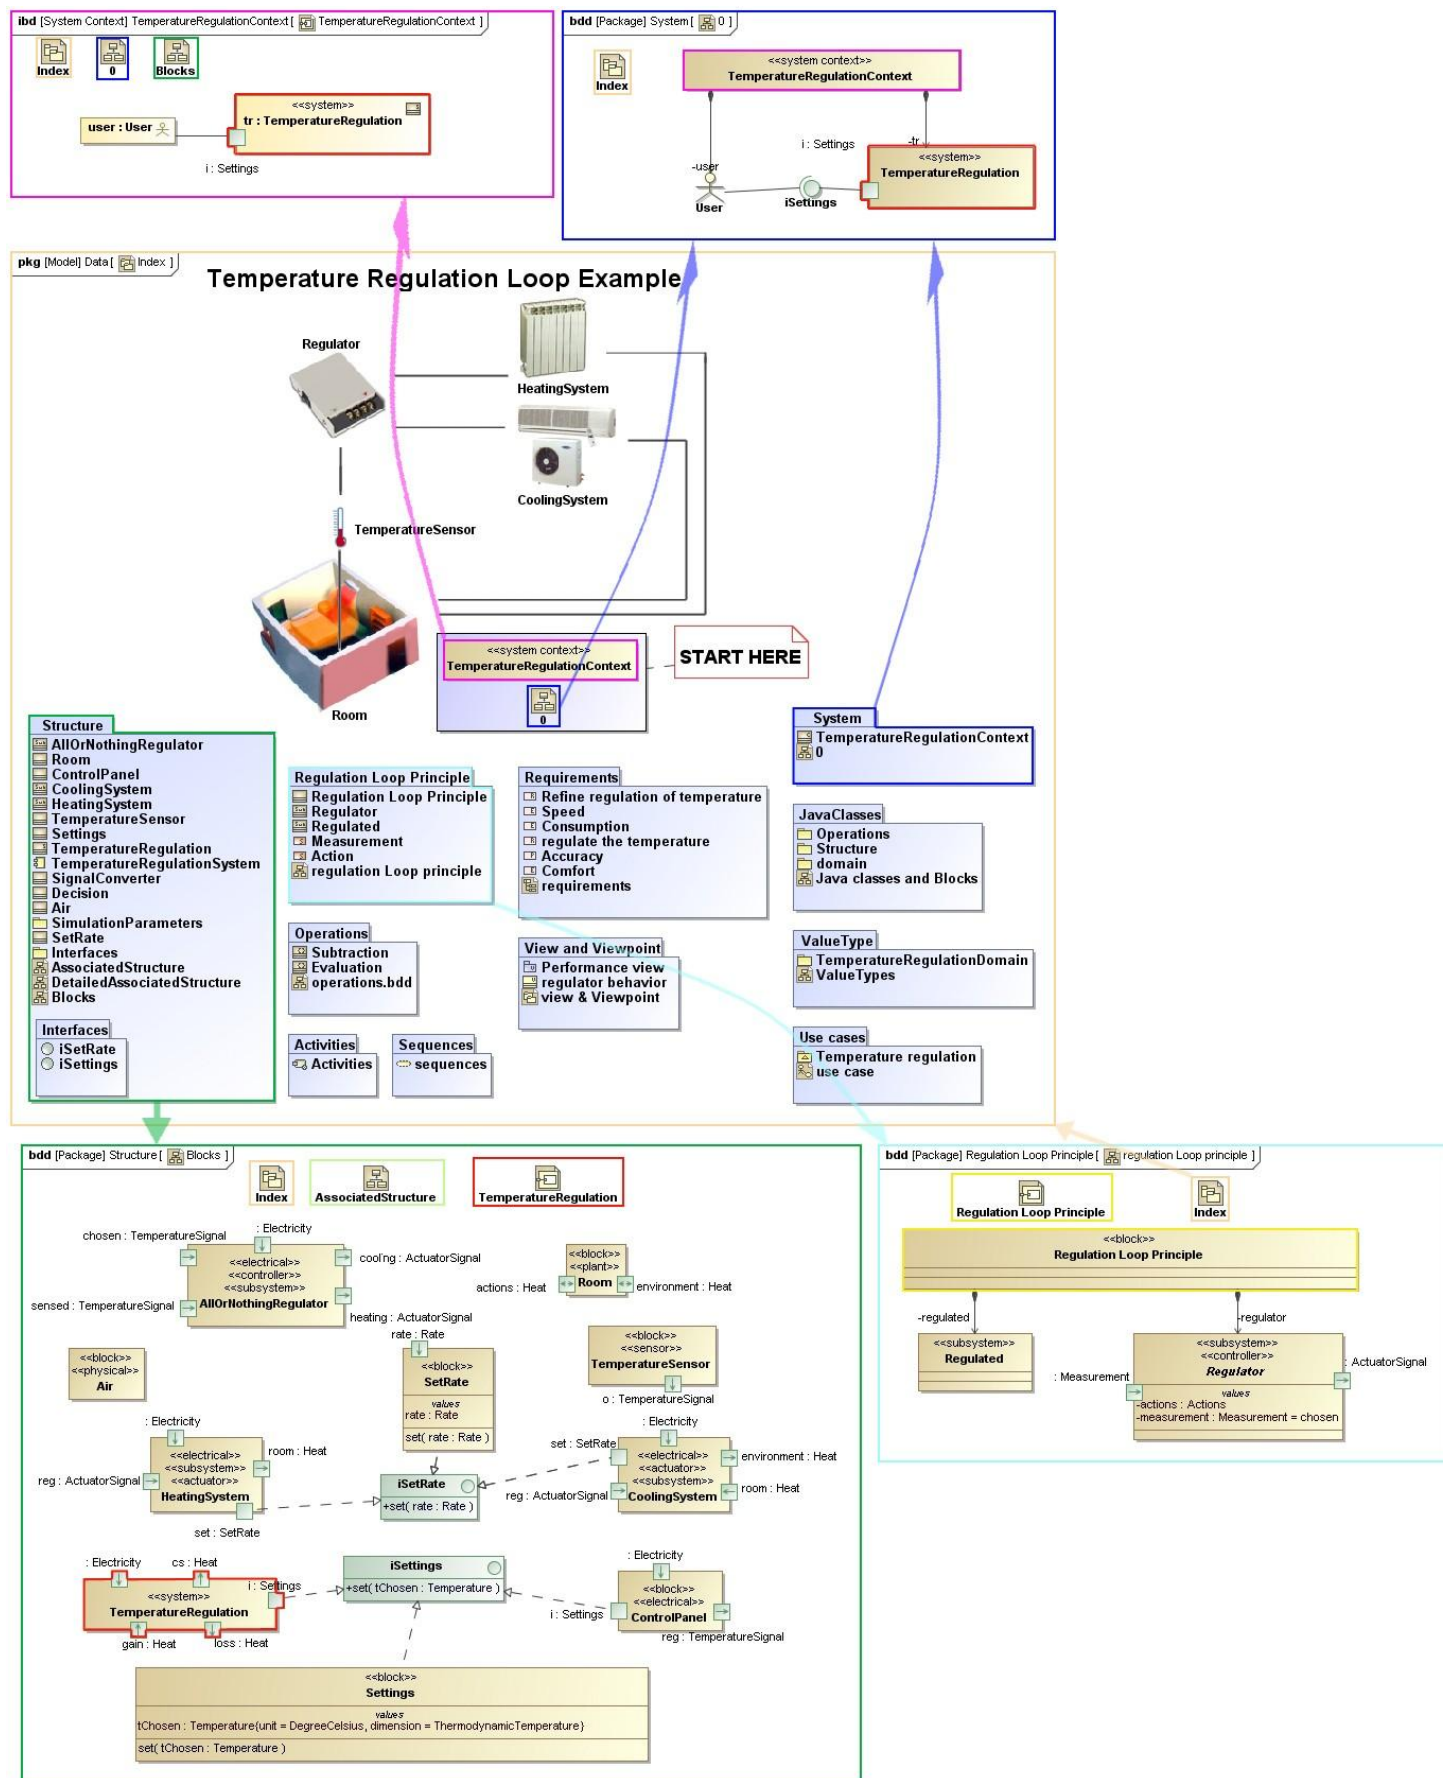 ibd [System Context] TemperatureRegulationContext [ TemperatureRegulationContext ]
Index
0
Blocks
<<system>>
tr : TemperatureRegulation
user : User
i : Settings
bdd [Package] System [ 0 ]
Index
<<system context>>
TemperatureRegulationContext
i : Settings
-tr
<<system>>
TemperatureRegulation
-user
User
iSettings
pkg [Model] Data [ Index ]
Temperature Regulation Loop Example
Regulator
HeatingSystem
CoolingSystem
TemperatureSensor
Room
<<system context>>
TemperatureRegulationContext
0
START HERE
Structure
AllOrNothingRegulator
Room
ControlPanel
CoolingSystem
HeatingSystem
TemperatureSensor
Settings
TemperatureRegulation
TemperatureRegulationSystem
SignalConverter
Decision
Air
SimulationParameters
SetRate
Interfaces
AssociatedStructure
DetailedAssociatedStructure
Blocks
Interfaces
iSetRate
iSettings
Regulation Loop Principle
Regulation Loop Principle
Regulator
Regulated
Measurement
Action
regulation Loop principle
Operations
Subtraction
Evaluation
operations.bdd
Activities
Activities
Sequences
sequences
Requirements
Refine regulation of temperature
Speed
Consumption
regulate the temperature
Accuracy
Comfort
requirements
View and Viewpoint
Performance view
regulator behavior
view & Viewpoint
System
TemperatureRegulationContext
0
JavaClasses
Operations
Structure
domain
Java classes and Blocks
ValueType
TemperatureRegulationDomain
ValueTypes
Use cases
Temperature regulation
use case
bdd [Package] Structure [ Blocks ]
Index
AssociatedStructure
TemperatureRegulation
chosen : TemperatureSignal
: Electricity
<<electrical>>
<<controller>>
<<subsystem>>
AllOrNothingRegulator
cooling : ActuatorSignal
sensed : TemperatureSignal
heating : ActuatorSignal
<<block>>
<<plant>>
Room
actions : Heat
environment : Heat
<<block>>
<<physical>>
Air
rate : Rate
<<block>>
SetRate
values
rate : Rate
set( rate : Rate )
<<block>>
<<sensor>>
TemperatureSensor
o : TemperatureSignal
: Electricity
<<electrical>>
<<subsystem>>
<<actuator>>
HeatingSystem
room : Heat
reg : ActuatorSignal
set : SetRate
iSetRate
+set( rate : Rate )
: Electricity
set : SetRate
<<electrical>>
<<actuator>>
<<subsystem>>
CoolingSystem
environment : Heat
reg : ActuatorSignal
room : Heat
: Electricity
cs : Heat
i : Settings
<<system>>
TemperatureRegulation
gain : Heat
loss : Heat
iSettings
+set( tChosen : Temperature )
: Electricity
<<block>>
<<electrical>>
ControlPanel
i : Settings
reg : TemperatureSignal
<<block>>
Settings
values
tChosen : Temperature{unit = DegreeCelsius, dimension = ThermodynamicTemperature}
set( tChosen : Temperature )
bdd [Package] Regulation Loop Principle [ regulation Loop principle ]
Regulation Loop Principle
Index
<<block>>
Regulation Loop Principle
-regulated
-regulator
<<subsystem>>
Regulated
<<subsystem>>
<<controller>>
Regulator
: Measurement
: ActuatorSignal
values
-actions : Actions
-measurement : Measurement = chosen